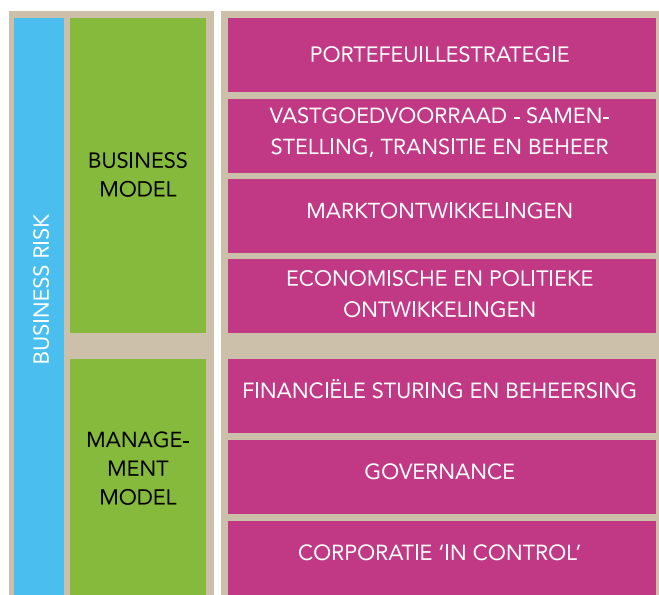 BUSINESS RISK
BUSINESS
MODEL
PORTEFEUILLESTRATEGIE
VASTGOEDVOORRAAD - SAMEN-
STELLING, TRANSITIE EN BEHEER
MARKTONTWIKKELINGEN
ECONOMISCHE EN POLITIEKE
ONTWIKKELINGEN
MANAGE-
MENT
MODEL
FINANCIËLE STURING EN BEHEERSING
GOVERNANCE
CORPORATIE ‘IN CONTROL’